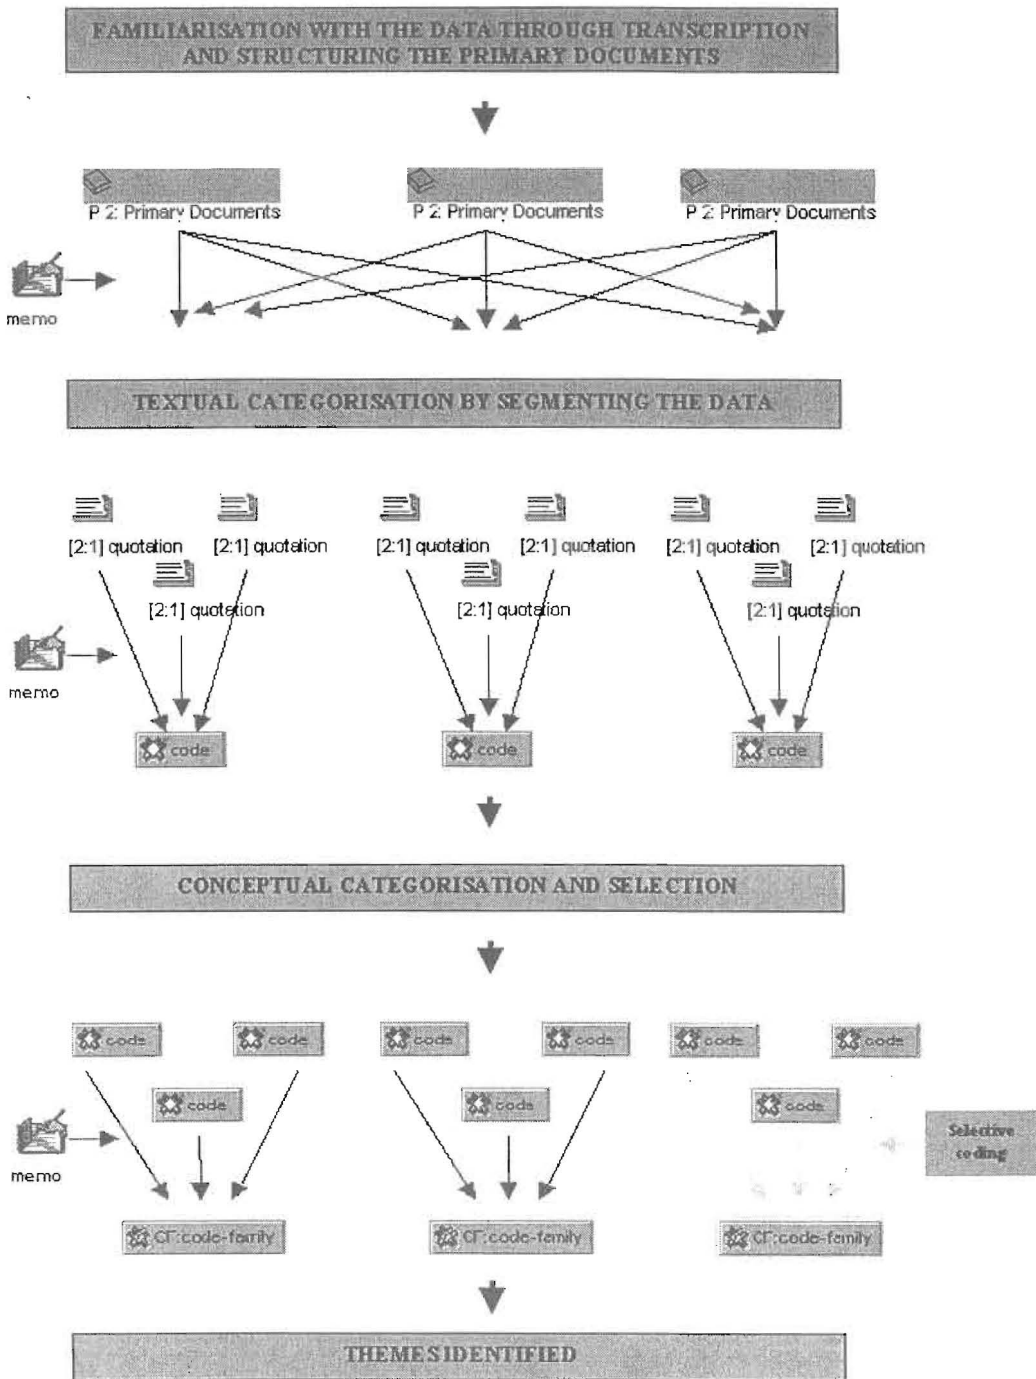 FAMILIARISATION WITH THE DATA THROUGH TRANSCRIPTION
AND STRUCTURING THE PRIMARY DOCUMENTS
P 2: Primary Documents P 2: Primary Documents P 2: Primary Documents
memo
TEXTUAL CATEGORISATION BY SEGMENTING THE DATA
[2:1] quotation [2:1] quotation [2:1] quotation [2:1] quotation [2:1] quotation [2:1] quotation
[2:1] quotation [2:1] quotation [2:1] quotation
memo
code code code
CONCEPTUAL CATEGORISATION AND SELECTION
code code code code code code
code code code
Selective
coding
memo
CF:code-family CF:code-family CF:code-family
THEMES IDENTIFIED